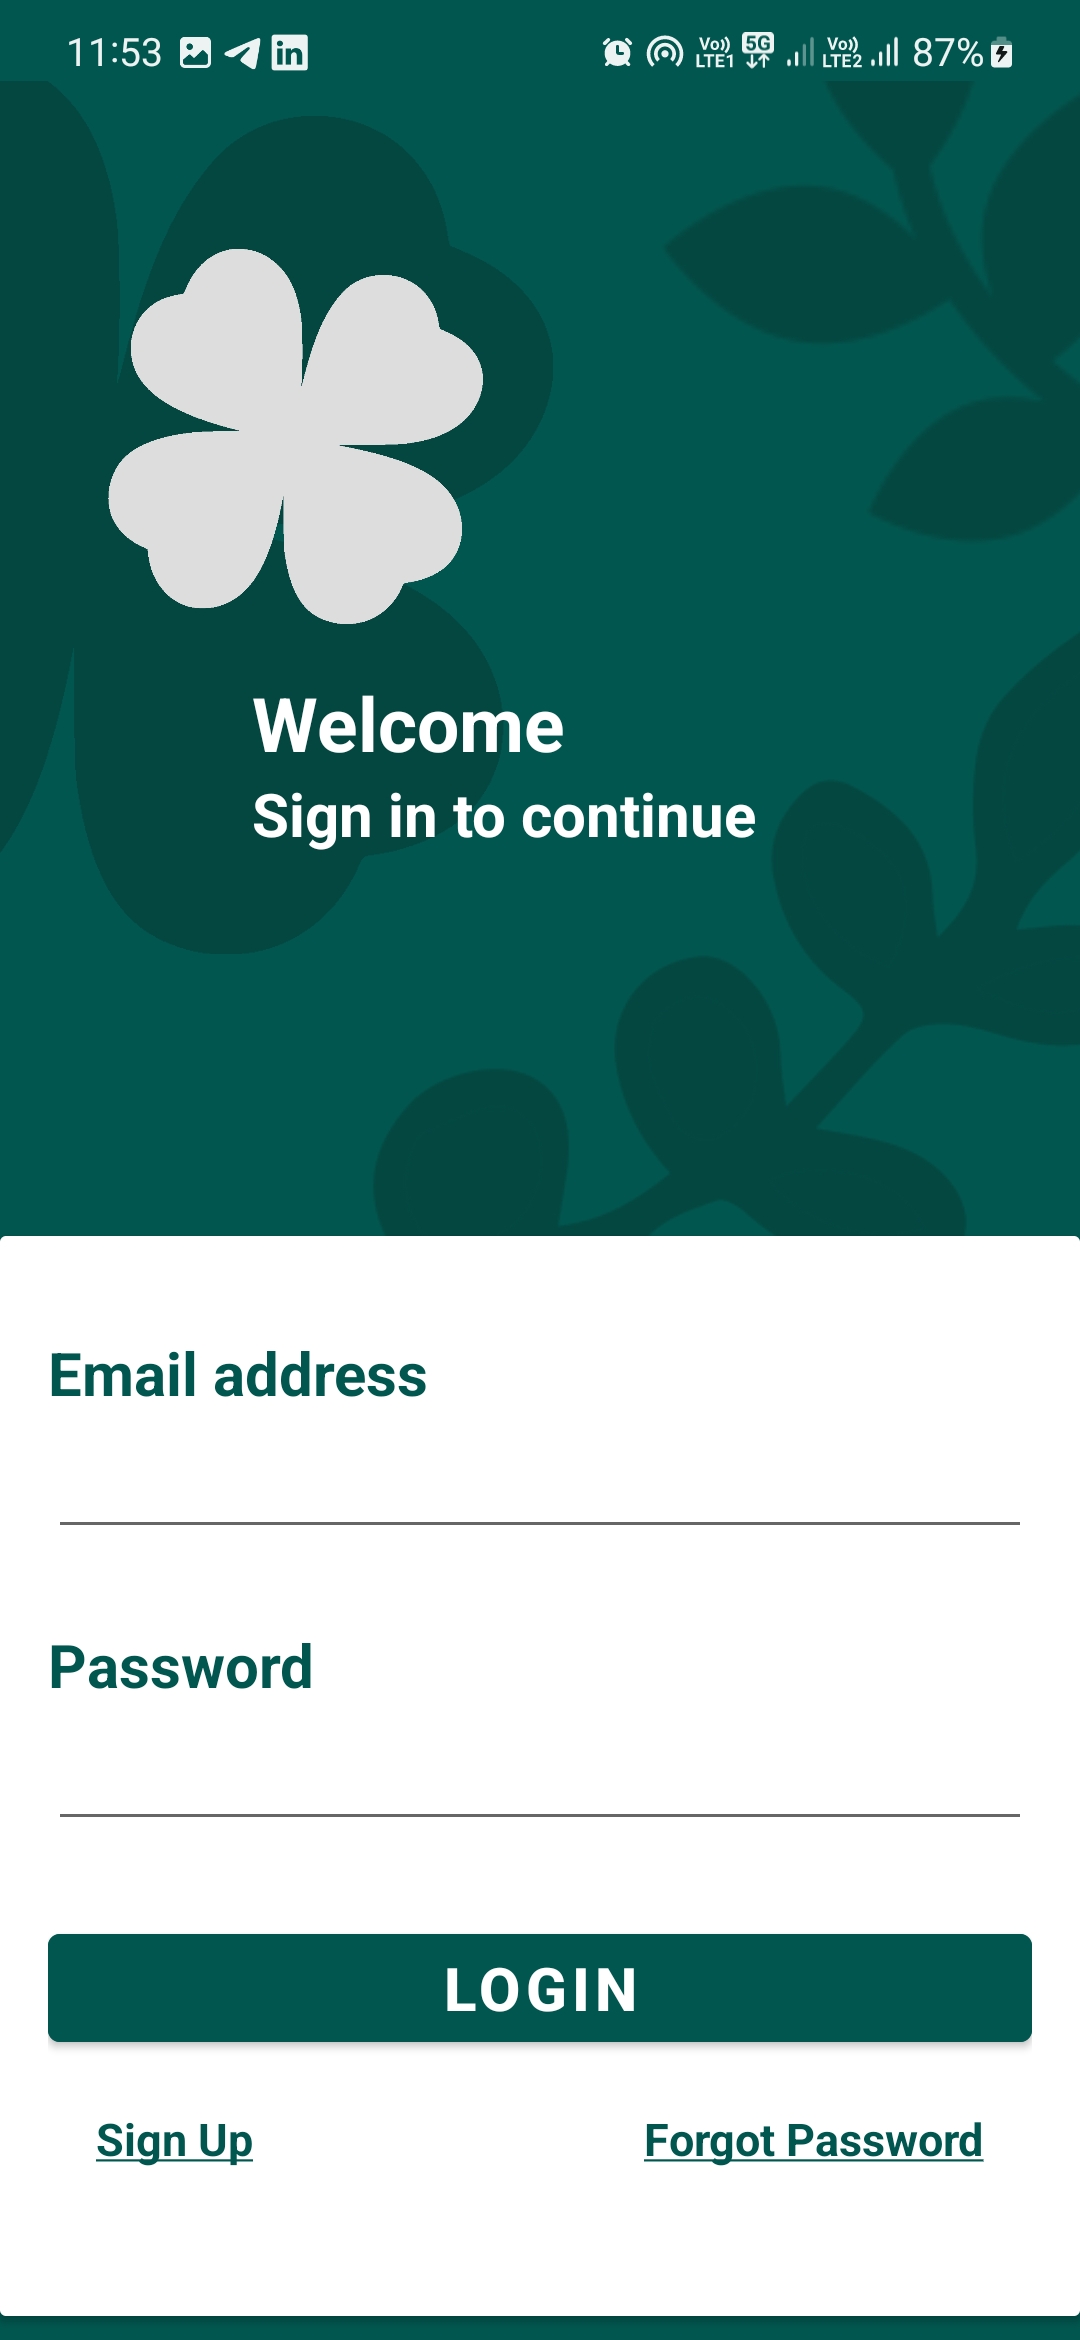 11:53 in Vo)) LTE1 5G Vo)) LTE2 87%
Welcome
Sign in to continue
Email address
Password
LOGIN
Sign Up Forgot Password